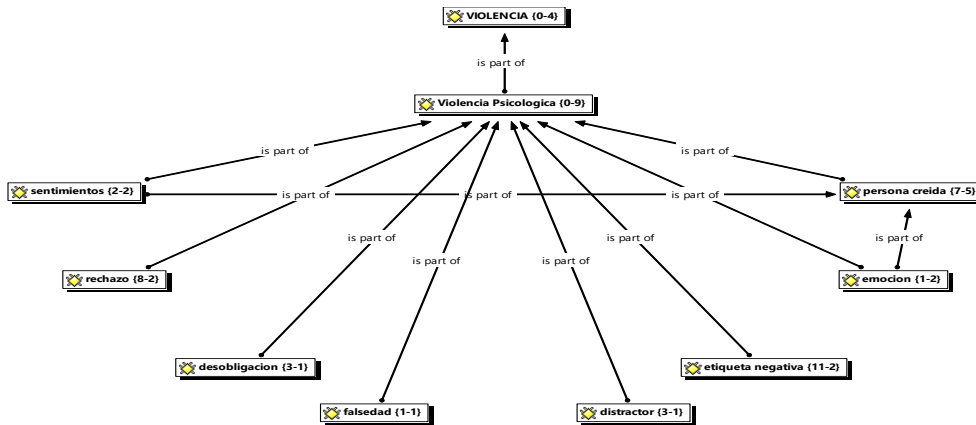 VIOLENCIA {0-4}
is part of
Violencia Psicologica {0-9}
is part of
is part of
sentimientos {2-2}
is part of
is part of
is part of
persona creida {7-5}
is part of
is part of
is part of
is part of
is part of
rechazo {8-2}
emocion {1-2}
desobligacion {3-1}
etiqueta negativa {11-2}
falsedad {1-1}
distractor {3-1}